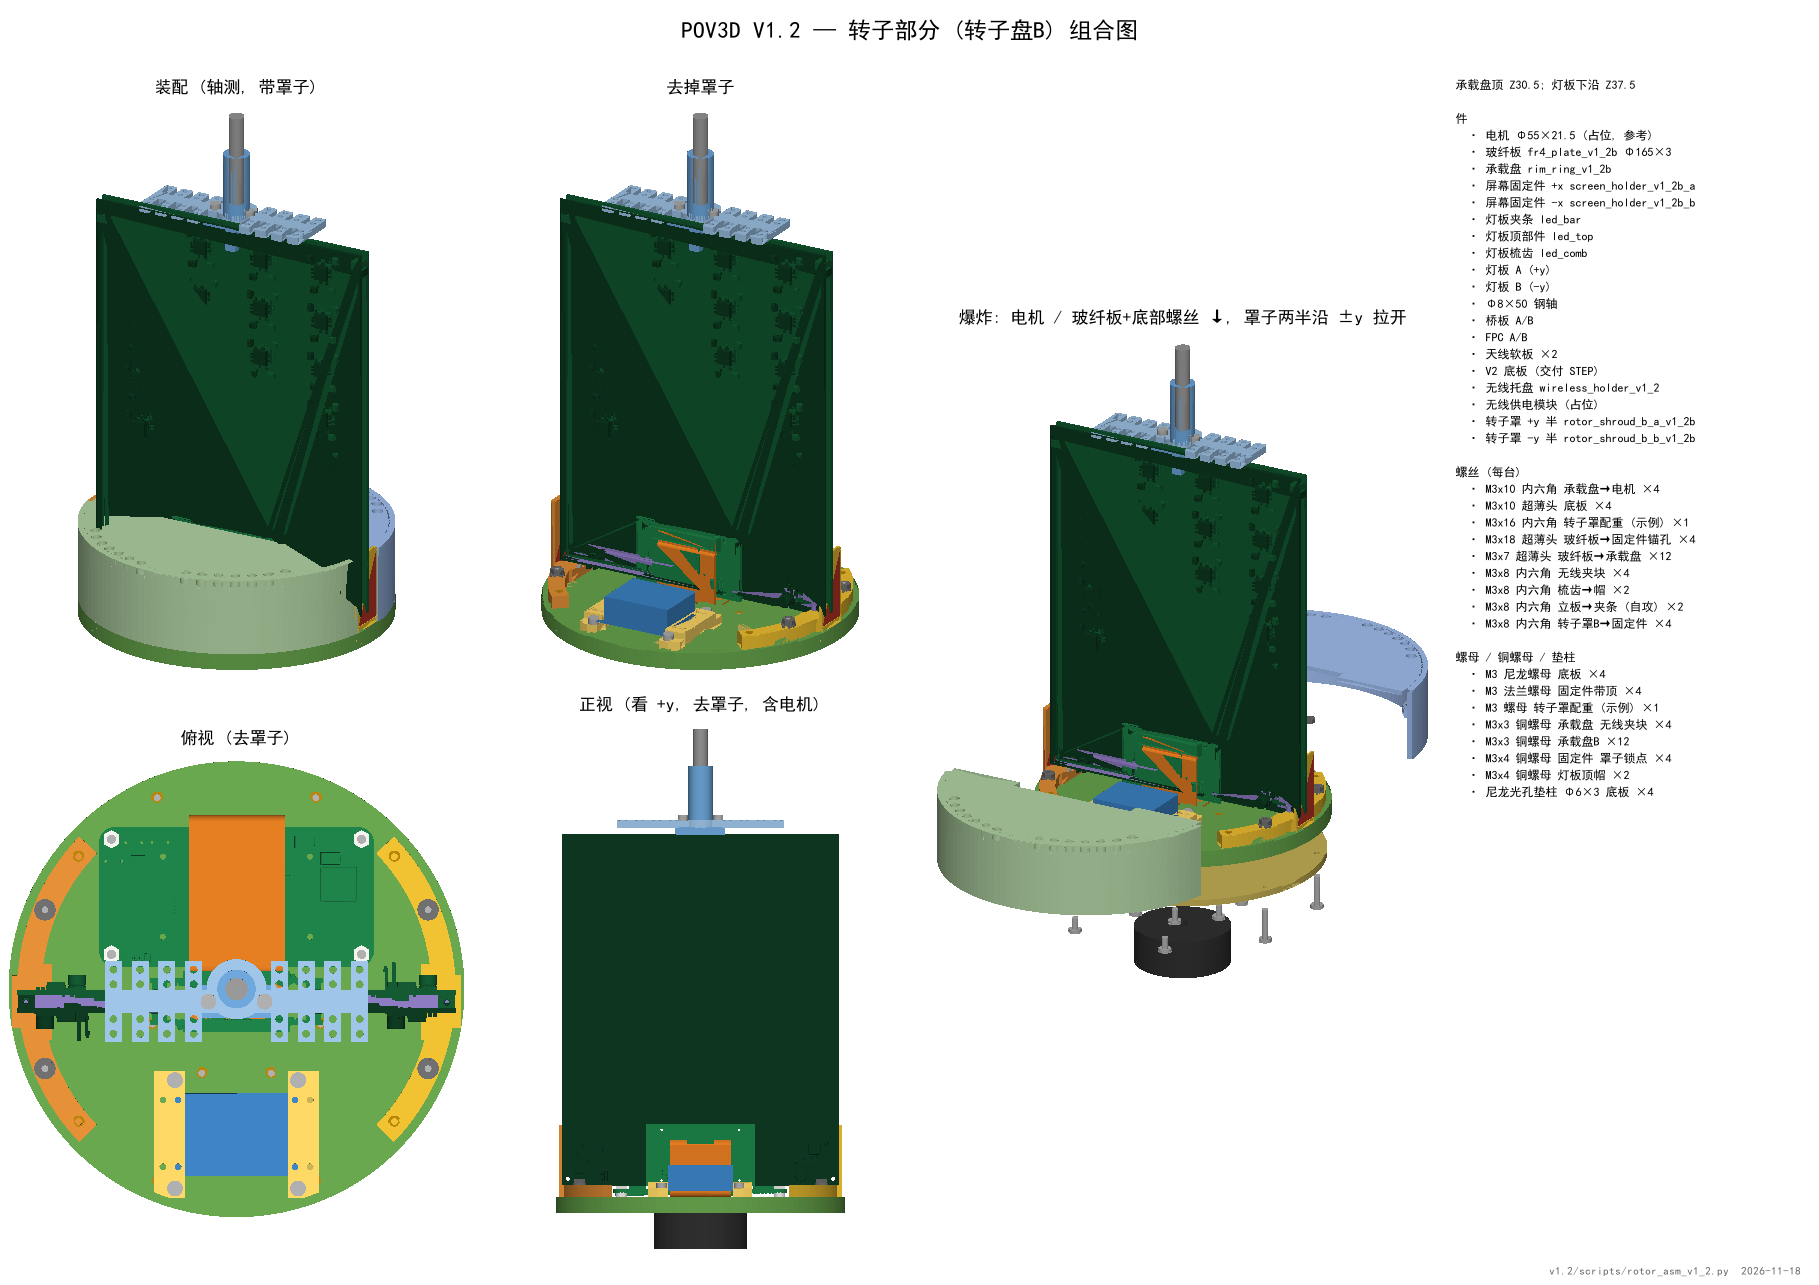 POV3D V1.2 — 转子部分 (转子盘B) 组合图
装配 (轴测, 带罩子)
去掉罩子
爆炸: 电机 / 玻纤板+底部螺丝 ↓, 罩子两半沿 ±y 拉开
俯视 (去罩子)
正视 (看 +y, 去罩子, 含电机)
承载盘顶 Z30.5; 灯板下沿 Z37.5
件
· 电机 Φ55×21.5 (占位, 参考)
· 玻纤板 fr4_plate_v1_2b Φ165×3
· 承载盘 rim_ring_v1_2b
· 屏幕固定件 +x screen_holder_v1_2b_a
· 屏幕固定件 -x screen_holder_v1_2b_b
· 灯板夹条 led_bar
· 灯板顶部件 led_top
· 灯板梳齿 led_comb
· 灯板 A (+y)
· 灯板 B (-y)
· Φ8×50 钢轴
· 桥板 A/B
· FPC A/B
· 天线软板 ×2
· V2 底板 (交付 STEP)
· 无线托盘 wireless_holder_v1_2
· 无线供电模块 (占位)
· 转子罩 +y 半 rotor_shroud_b_a_v1_2b
· 转子罩 -y 半 rotor_shroud_b_b_v1_2b
螺丝 (每台)
· M3x10 内六角 承载盘→电机 ×4
· M3x10 超薄头 底板 ×4
· M3x16 内六角 转子罩配重 (示例) ×1
· M3x18 超薄头 玻纤板→固定件锚孔 ×4
· M3x7 超薄头 玻纤板→承载盘 ×12
· M3x8 内六角 无线夹块 ×4
· M3x8 内六角 梳齿→帽 ×2
· M3x8 内六角 立板→夹条 (自攻) ×2
· M3x8 内六角 转子罩B→固定件 ×4
螺母 / 铜螺母 / 垫柱
· M3 尼龙螺母 底板 ×4
· M3 法兰螺母 固定件带顶 ×4
· M3 螺母 转子罩配重 (示例) ×1
· M3x3 铜螺母 承载盘 无线夹块 ×4
· M3x3 铜螺母 承载盘B ×12
· M3x4 铜螺母 固定件 罩子锁点 ×4
· M3x4 铜螺母 灯板顶帽 ×2
· 尼龙光孔垫柱 Φ6×3 底板 ×4
v1.2/scripts/rotor_asm_v1_2.py 2026-11-18